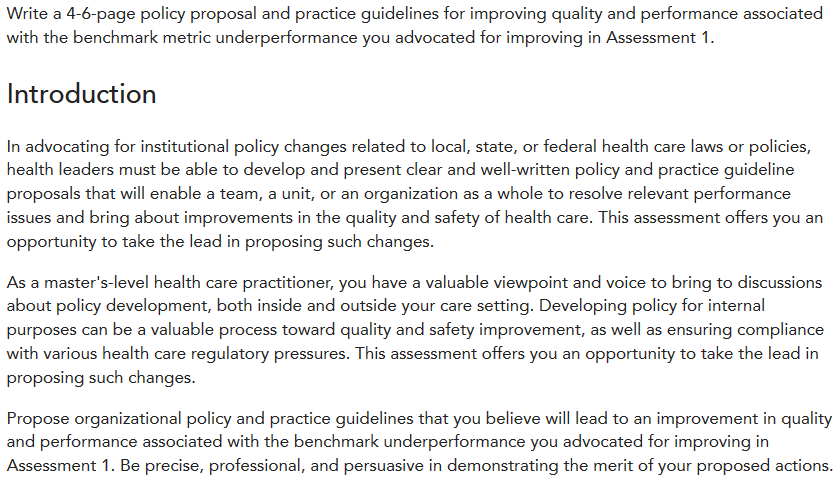 Write a 4-6-page policy proposal and practice guidelines for improving quality and performance associated
with the benchmark metric underperformance you advocated for improving in Assessment 1.
Introduction
In advocating for institutional policy changes related to local, state, or federal health care laws or policies,
health leaders must be able to develop and present clear and well-written policy and practice guideline
proposals that will enable a team, a unit, or an organization as a whole to resolve relevant performance
issues and bring about improvements in the quality and safety of health care. This assessment offers you an
opportunity to take the lead in proposing such changes.
As a master's-level health care practitioner, you have a valuable viewpoint and voice to bring to discussions
about policy development, both inside and outside your care setting. Developing policy for internal
purposes can be a valuable process toward quality and safety improvement, as well as ensuring compliance
with various health care regulatory pressures. This assessment offers you an opportunity to take the lead in
proposing such changes.
Propose organizational policy and practice guidelines that you believe will lead to an improvement in quality
and performance associated with the benchmark underperformance you advocated for improving in
Assessment 1. Be precise, professional, and persuasive in demonstrating the merit of your proposed actions.